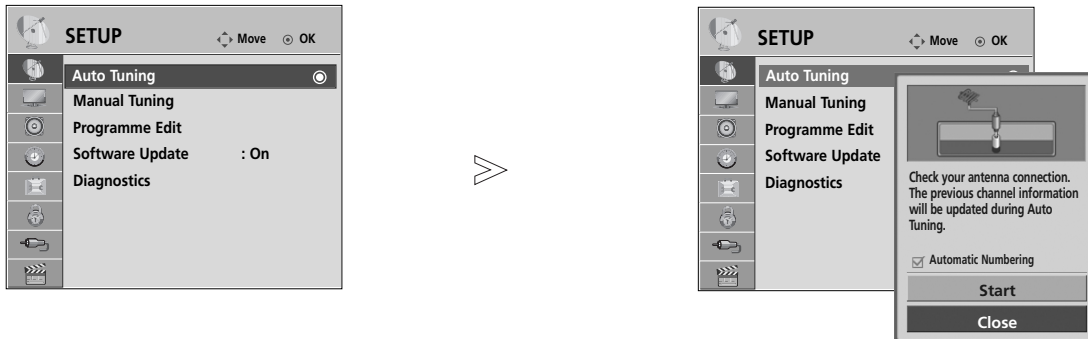 SETUP
Move
OK
Auto Tuning
Manual Tuning
Programme Edit
Software Update : On
Diagnostics
SETUP
Move
OK
Auto Tuning
Manual Tuning
Programme Edit
Software Update
Diagnostics
Check your antenna connection.
The previous channel information
will be updated during Auto
Tuning.
Automatic Numbering
Start
Close